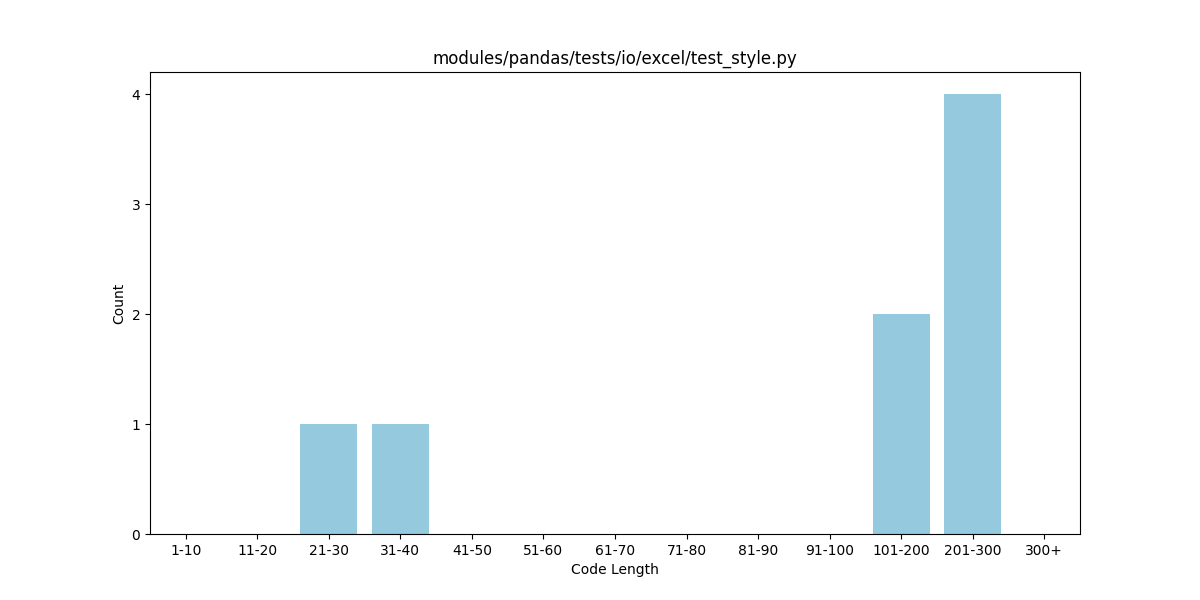 modules/pandas/tests/io/excel/test_style.py
4
3
2
1
0
Count
1-10 11-20 21-30 31-40 41-50 51-60 61-70 71-80 81-90 91-100 101-200 201-300 300+
Code Length